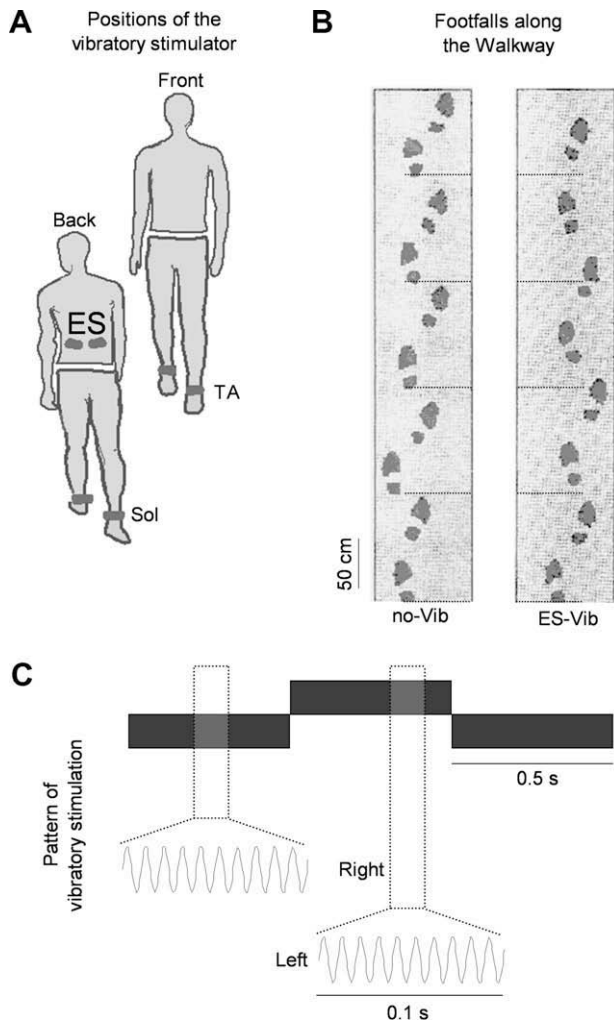 A
Positions of the
vibratory stimulator
Front
Back
ES
TA
Sol
B
Footfalls along
the Walkway
50 cm
no-Vib
ES-Vib
C
Pattern of
vibratory stimulation
0.5 s
Right
Left
0.1 s